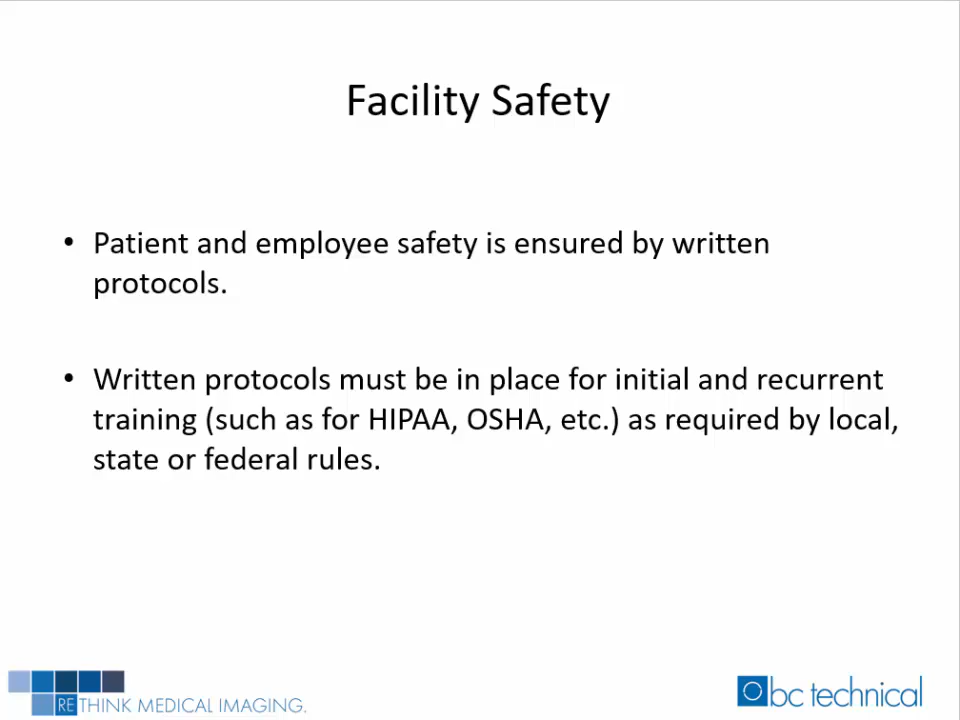 Facility Safety
• Patient and employee safety is ensured by written
protocols.
• Written protocols must be in place for initial and recurrent
training (such as for HIPAA, OSHA, etc.) as required by local,
state or federal rules.
RETHINK MEDICAL IMAGING.
bc technical